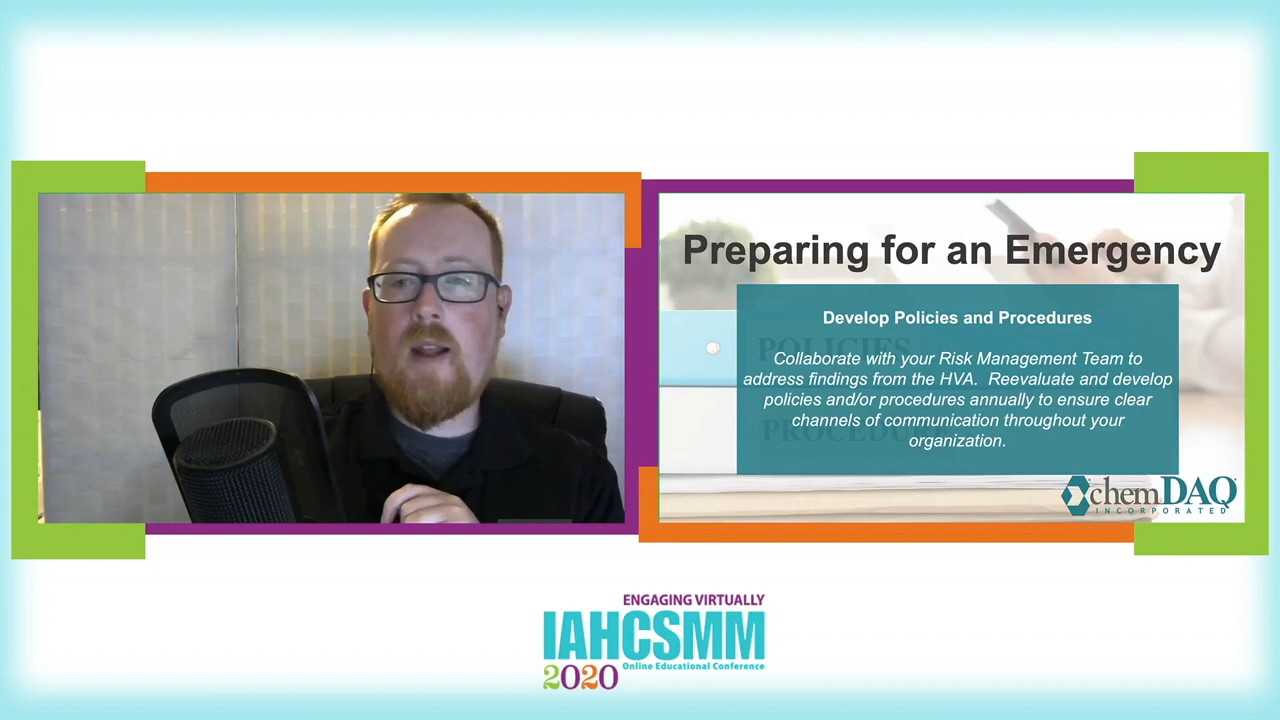 Preparing for an Emergency
POLICIES
PROCEDURE
Develop Policies and Procedures
Collaborate with your Risk Management Team to
address findings from the HVA. Reevaluate and develop
policies and/or procedures annually to ensure clear
channels of communication throughout your
organization.
chemDAQ
INCORPORATED
ENGAGING VIRTUALLY
IAHCSMM
Online Educational Conference
2020